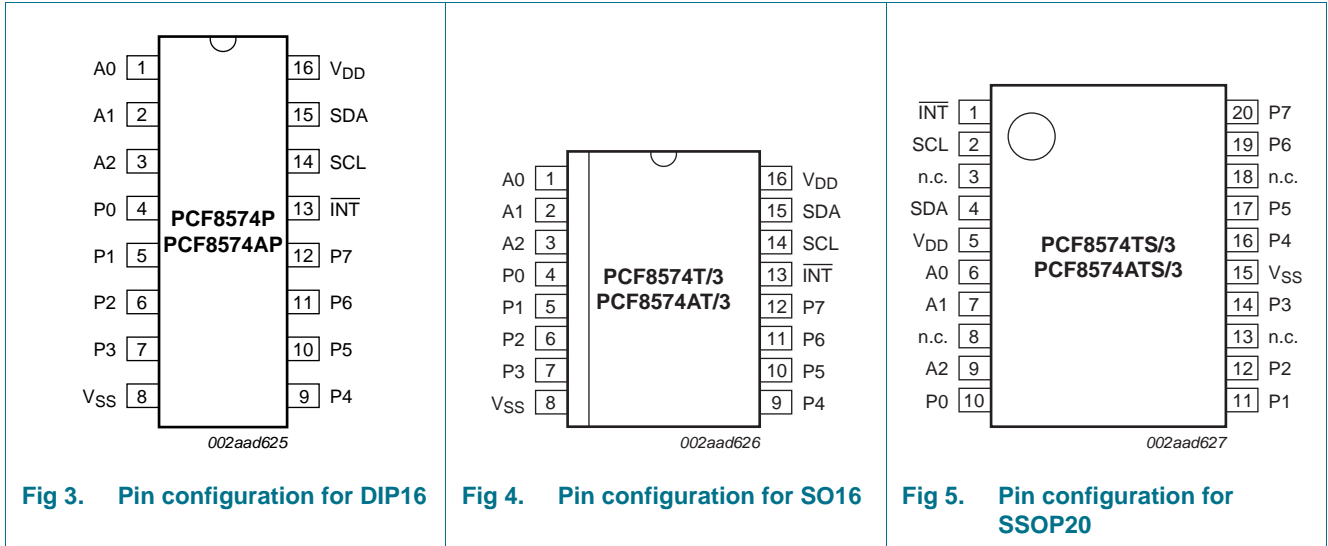 A0 1 16 VDD
A1 2 15 SDA
A2 3 14 SCL
P0 4 13 INT
PCF8574P
PCF8574AP
P1 5 12 P7
P2 6 11 P6
P3 7 10 P5
VSS 8 9 P4
002aad625
Fig 3. Pin configuration for DIP16
A0 1 16 VDD
A1 2 15 SDA
A2 3 14 SCL
P0 4 13 INT
PCF8574T/3
PCF8574AT/3
P1 5 12 P7
P2 6 11 P6
P3 7 10 P5
VSS 8 9 P4
002aad626
Fig 4. Pin configuration for SO16
INT 1 20 P7
SCL 2 19 P6
n.c. 3 18 n.c.
SDA 4 17 P5
VDD 5 16 P4
PCF8574TS/3
PCF8574ATS/3
A0 6 15 VSS
A1 7 14 P3
n.c. 8 13 n.c.
A2 9 12 P2
P0 10 11 P1
002aad627
Fig 5. Pin configuration for
SSOP20